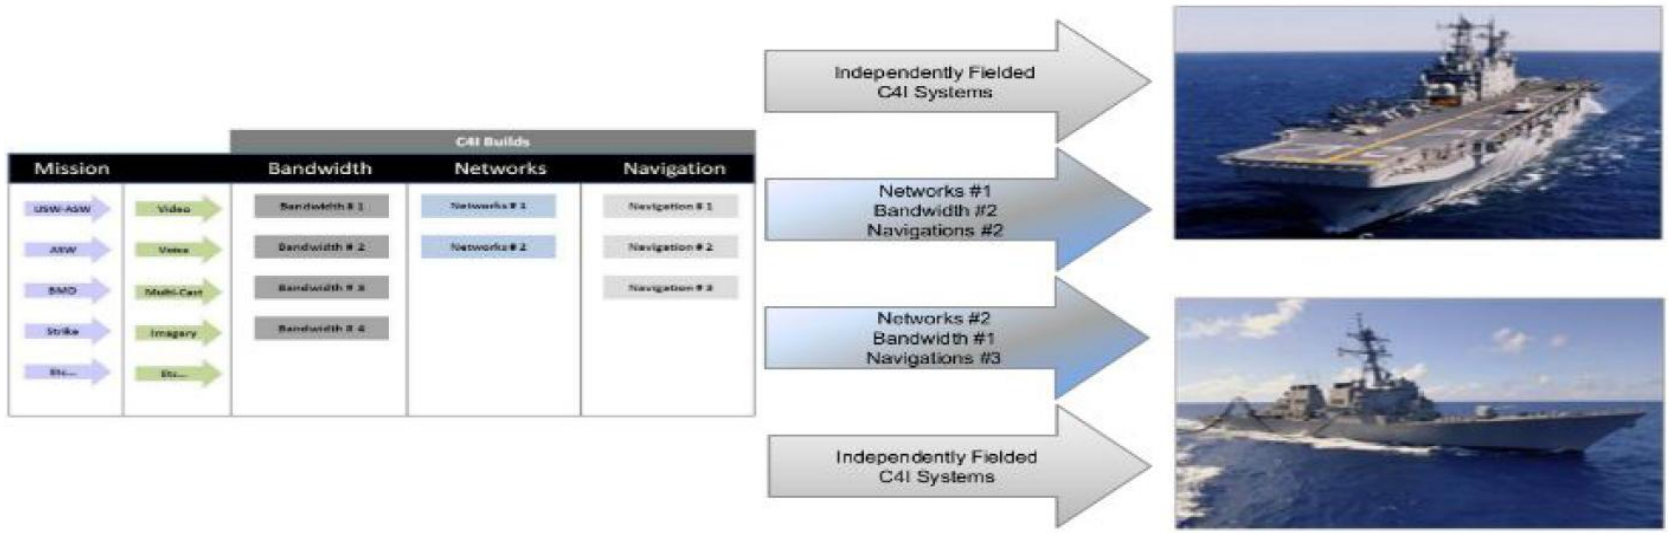 C4I Builds
Mission Bandwidth Networks Navigation
USW-ASW Video Bandwidth # 1 Networks # 1 Navigation # 1
ASW Voice Bandwidth # 2 Networks # 2 Navigation # 2
BMD Multi-Cast Bandwidth # 3 Navigation # 3
Strike Imagery Bandwidth # 4
Etc... Etc...
Independently Fielded
C4I Systems
Networks #1
Bandwidth #2
Navigations #2
Networks #2
Bandwidth #1
Navigations #3
Independently Fielded
C4I Systems